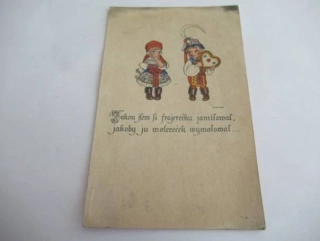 Takou jsem si frajerečku zamiloval,
jakoby ju malereček vymaloval...